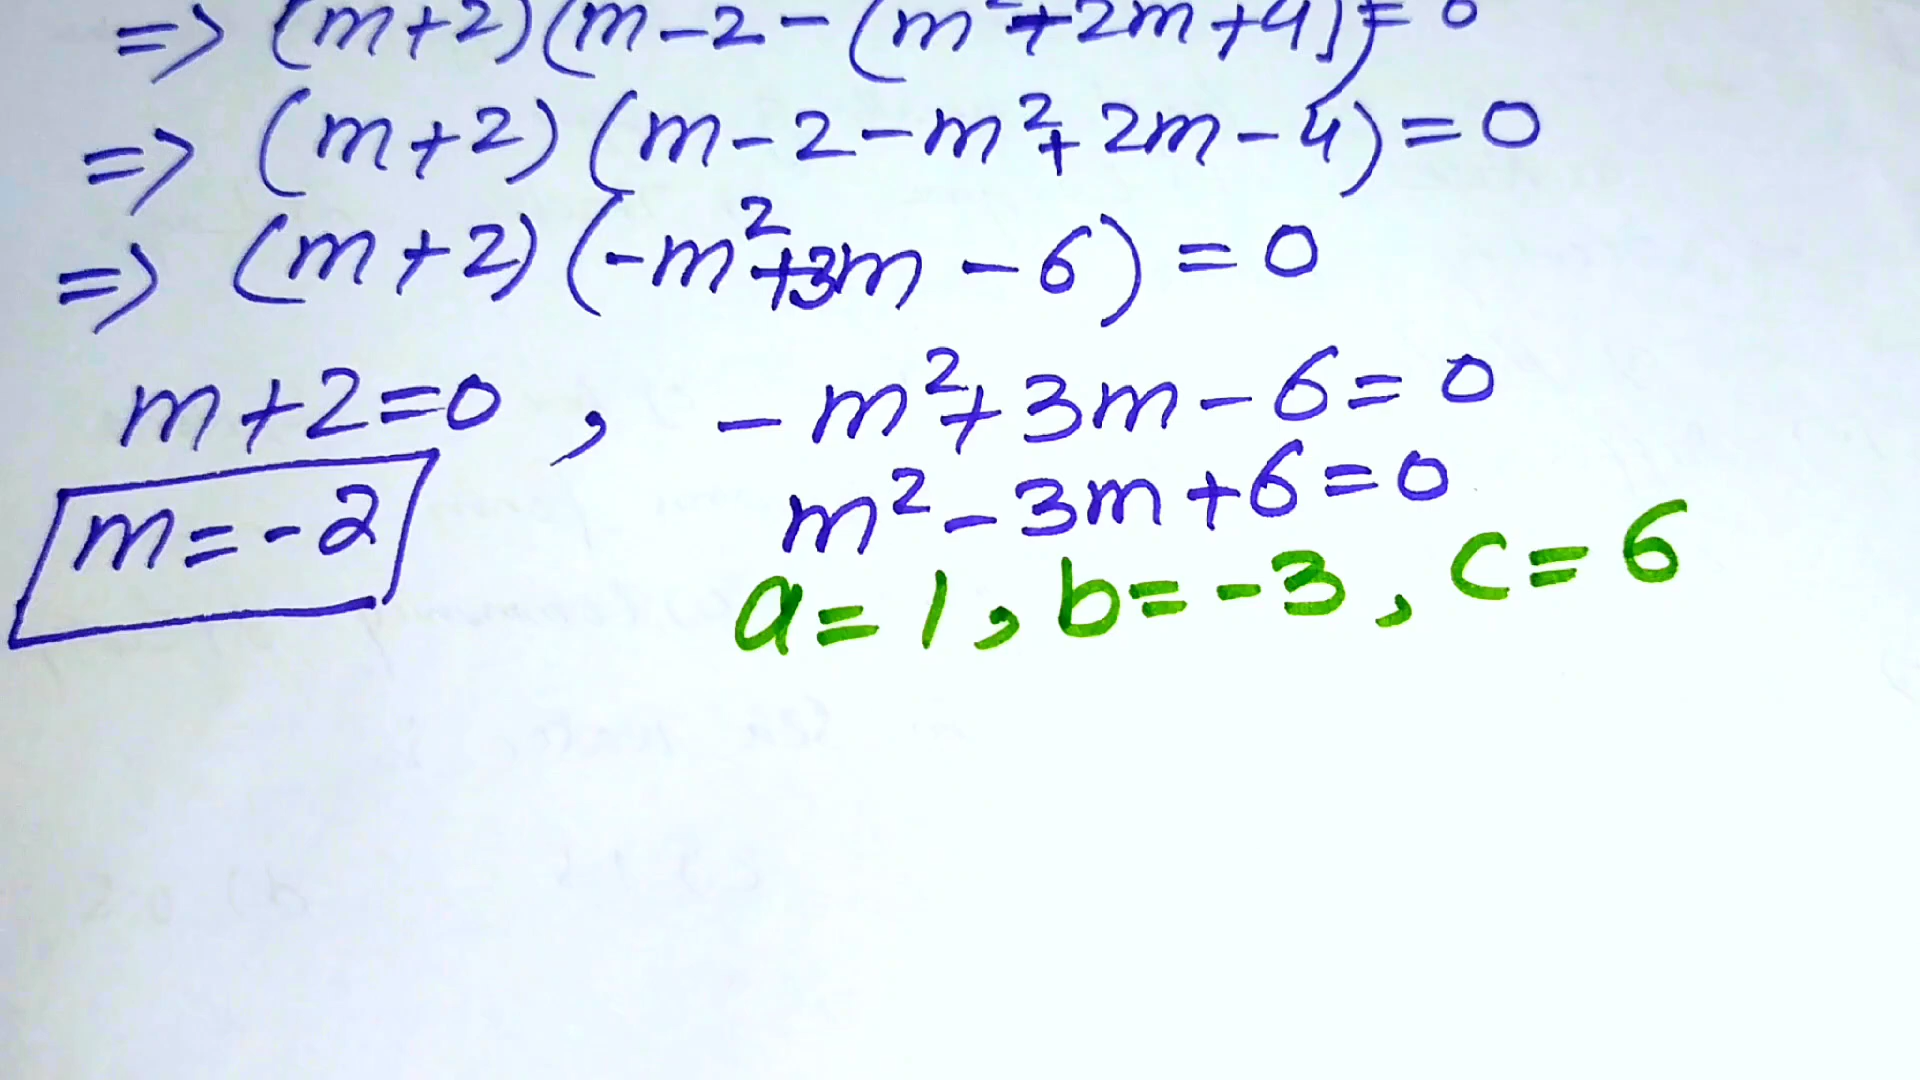 => (m+2)(m-2-(m²+2m+4))=0
=> (m+2)(m-2-m²+2m-4)=0
=> (m+2)(-m²+3m-6)=0
m+2=0 , -m²+3m-6=0
m²-3m+6=0
m=-2
a=1, b=-3, c=6